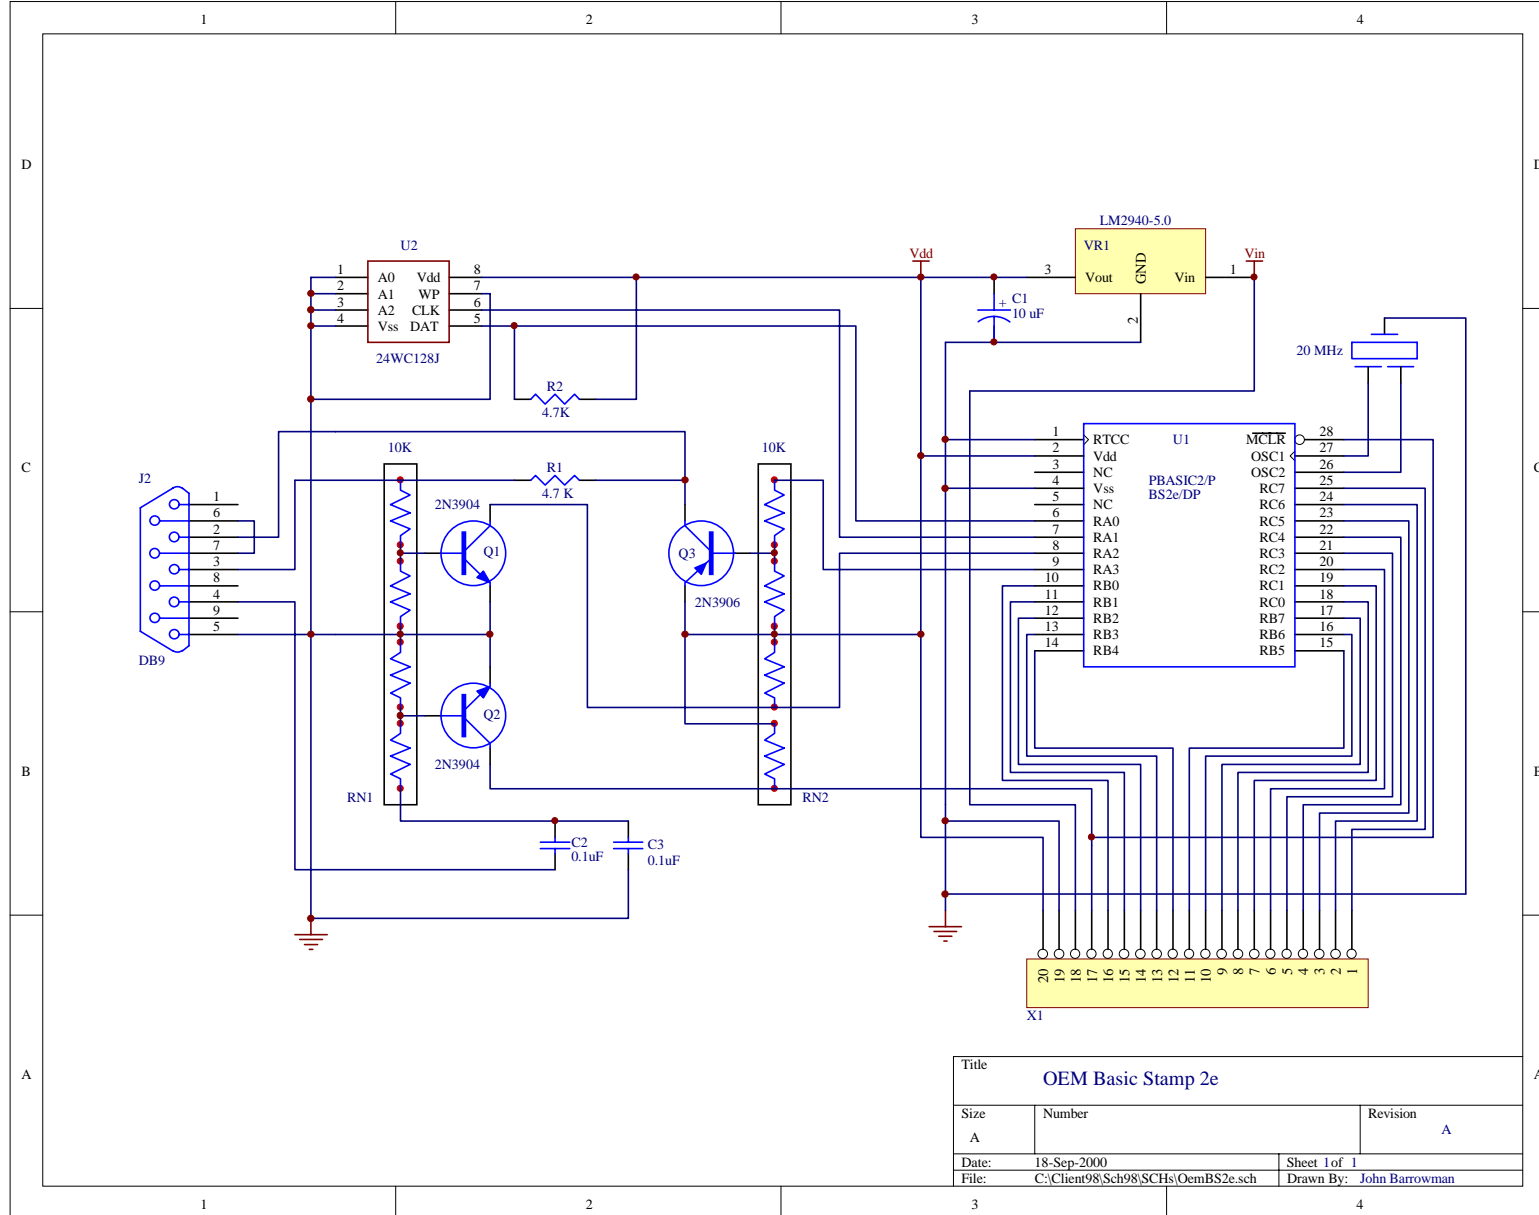 1 2 3 4
D D
C C
B B
A A
LM2940-5.0
VR1
Vout GND Vin
3 1
2
Vdd
Vin
+ C1
10 uF
U2
1 A0 Vdd 8
2 A1 WP 7
3 A2 CLK 6
4 Vss DAT 5
24WC128J
R2
4.7K
20 MHz
10K
R1
4.7 K
10K
J2
1
6
2
7
3
8
4
9
5
DB9
2N3904
Q1
Q3
2N3906
Q2
2N3904
RN1
RN2
C2
0.1uF
C3
0.1uF
U1
PBASIC2/P
BS2e/DP
1 RTCC MCLR 28
2 Vdd OSC1 27
3 NC OSC2 26
4 Vss RC7 25
5 NC RC6 24
6 RA0 RC5 23
7 RA1 RC4 22
8 RA2 RC3 21
9 RA3 RC2 20
10 RB0 RC1 19
11 RB1 RC0 18
12 RB2 RB7 17
13 RB3 RB6 16
14 RB4 RB5 15
20 19 18 17 16 15 14 13 12 11 10 9 8 7 6 5 4 3 2 1
X1
Title
OEM Basic Stamp 2e
Size Number Revision
A A
Date: 18-Sep-2000 Sheet 1 of 1
File: C:\Client98\Sch98\SCHs\OemBS2e.sch Drawn By: John Barrowman
1 2 3 4